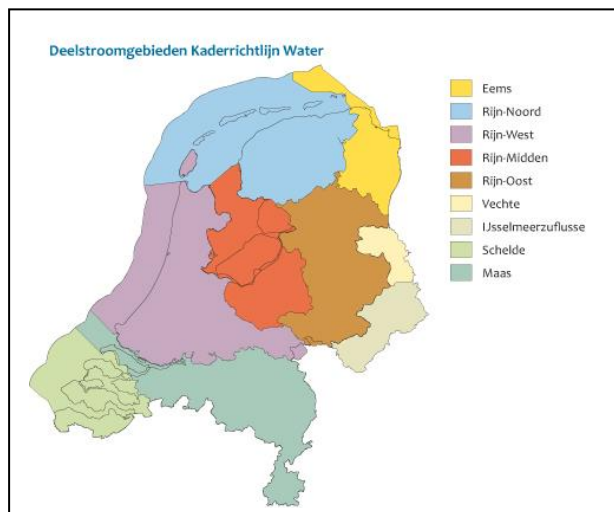 Deelstroomgebieden Kaderrichtlijn Water
Eems
Rijn-Noord
Rijn-West
Rijn-Midden
Rijn-Oost
Vechte
IJsselmeerzuflusse
Schelde
Maas